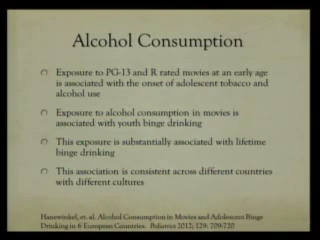 Alcohol Consumption
Exposure to PG-13 and R rated movies at an early age
is associated with the onset of adolescent tobacco and
alcohol use
Exposure to alcohol consumption in movies is
associated with youth binge drinking
This exposure is substantially associated with lifetime
binge drinking
This association is consistent across different countries
with different cultures
Hanewinkel, et. al. Alcohol Consumption in Movies and Adolescent Binge
Drinking in 6 European Countries. Pediatrics 2012; 129: 709-720